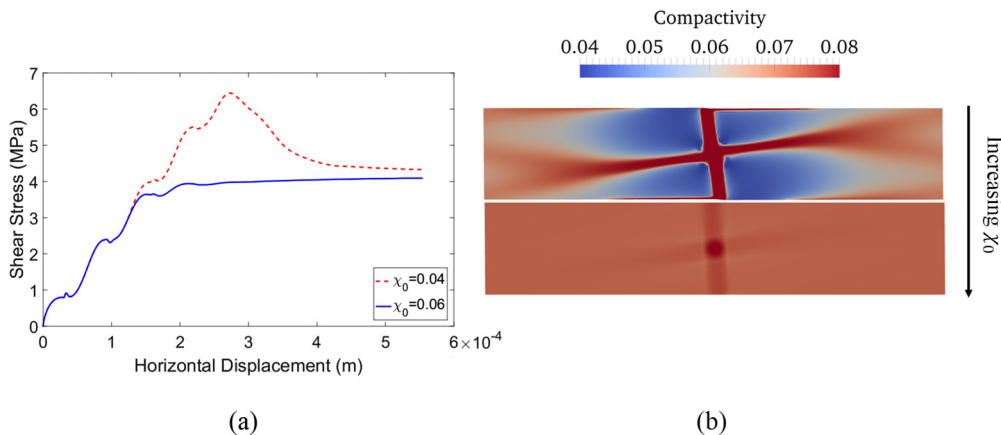 Shear Stress (MPa)
7
6
5
4
3
2
1
0
0
1
2
3
4
5
6×10⁻⁴
Horizontal Displacement (m)
χ₀=0.04
χ₀=0.06
(a)
Compactivity
0.04 0.05 0.06 0.07 0.08
Increasing χ₀
(b)